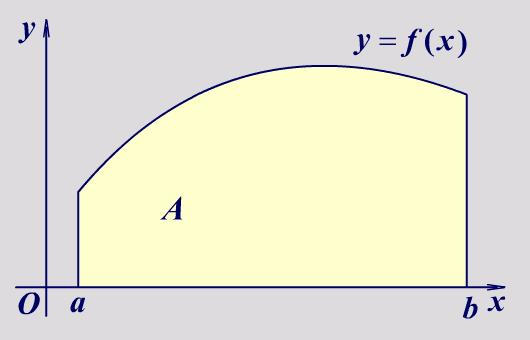 y
y = f(x)
A
O a b x